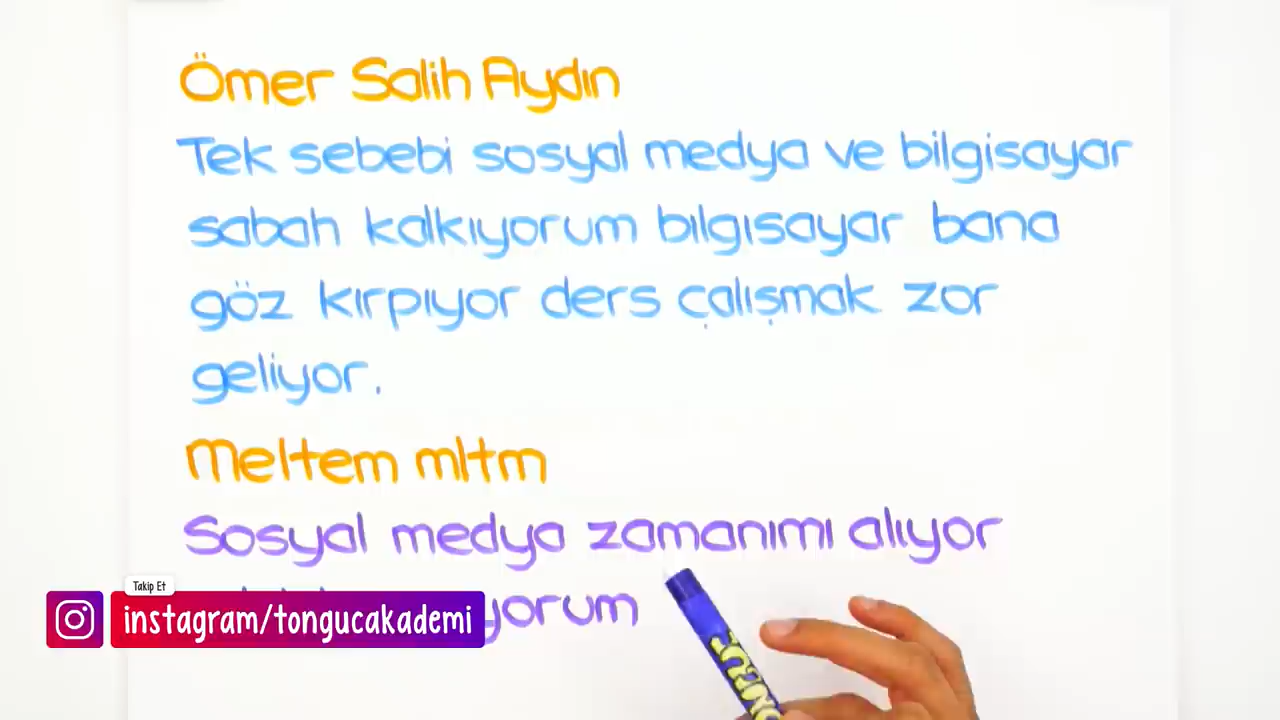 Ömer Salih Aydın
Tek sebebi sosyal medya ve bilgisayar
sabah kalkıyorum bılgısayar bana
göz kırpıyor ders çalışmak zor
geliyor.
Meltem mltm
Sosyal medya zamanımı alıyor
yorum
Takip Et
instagram/tongucakademi